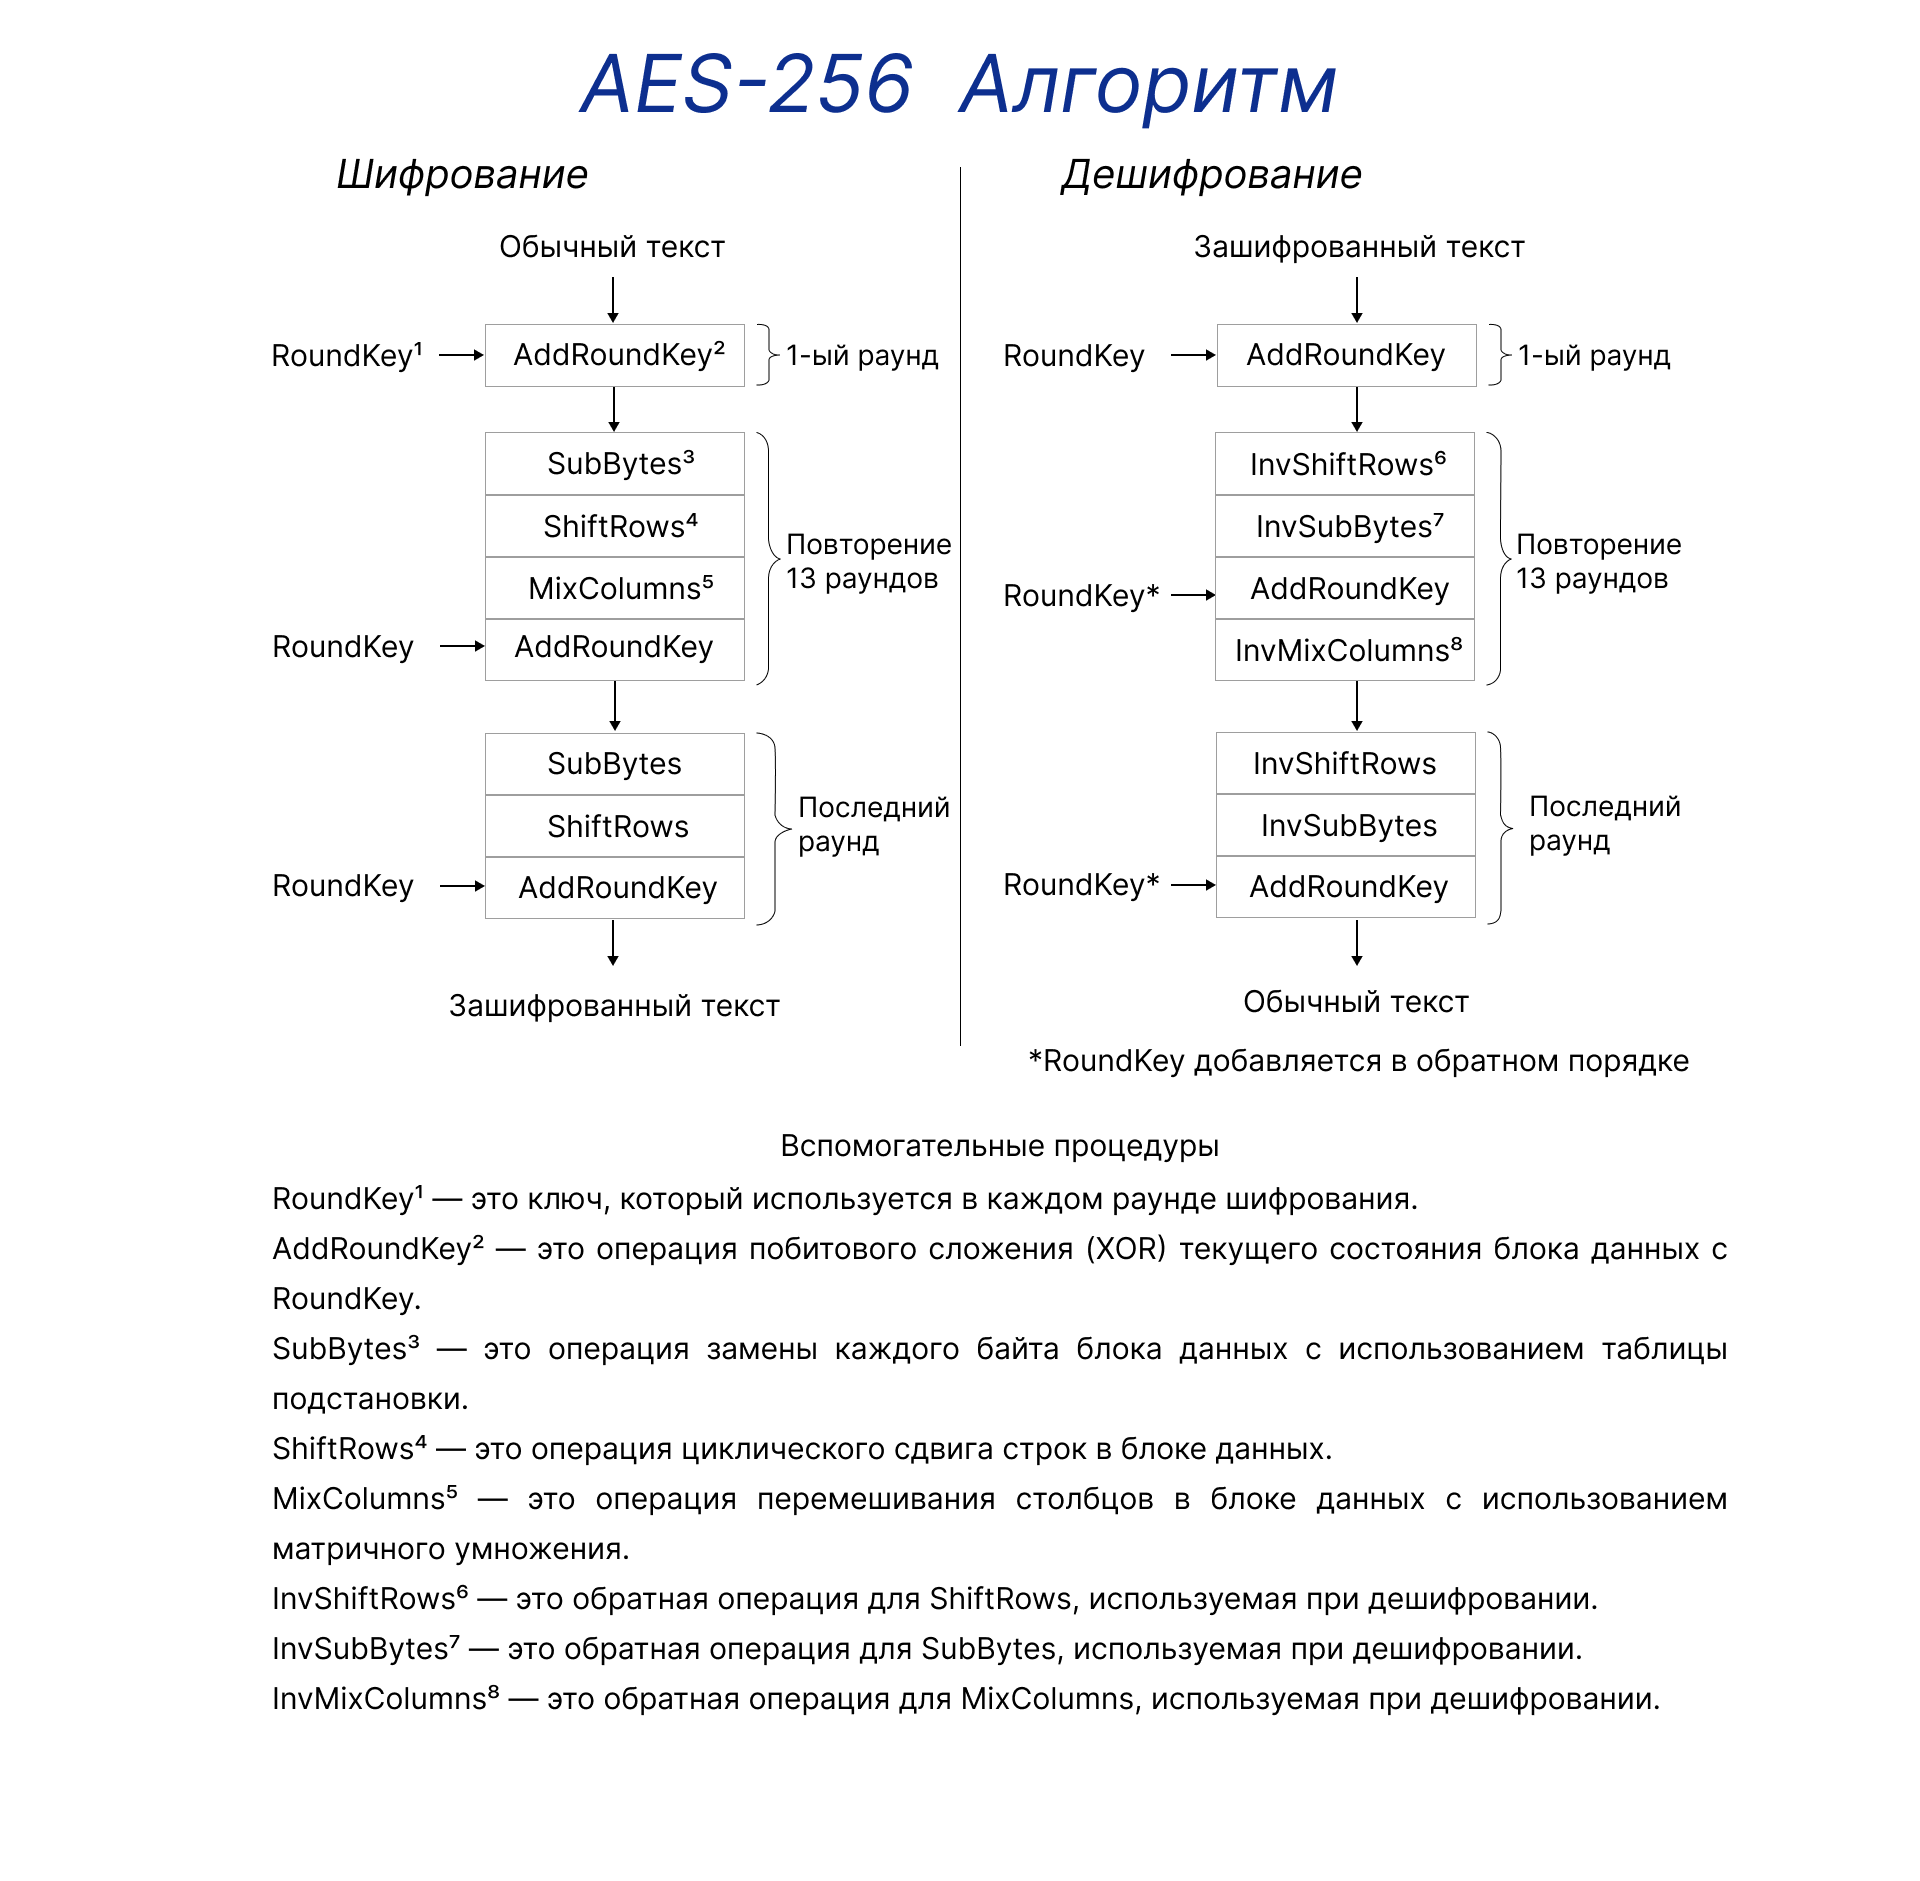 AES-256 Алгоритм
Шифрование
Обычный текст
RoundKey¹
AddRoundKey²
1-ый раунд
SubBytes³
ShiftRows⁴
MixColumns⁵
Повторение
13 раундов
RoundKey
AddRoundKey
SubBytes
ShiftRows
Последний
раунд
RoundKey
AddRoundKey
Зашифрованный текст
Дешифрование
Зашифрованный текст
RoundKey
AddRoundKey
1-ый раунд
InvShiftRows⁶
InvSubBytes⁷
Повторение
13 раундов
RoundKey*
AddRoundKey
InvMixColumns⁸
InvShiftRows
InvSubBytes
Последний
раунд
RoundKey*
AddRoundKey
Обычный текст
*RoundKey добавляется в обратном порядке
Вспомогательные процедуры
RoundKey¹ — это ключ, который используется в каждом раунде шифрования.
AddRoundKey² — это операция побитового сложения (XOR) текущего состояния блока данных с
RoundKey.
SubBytes³ — это операция замены каждого байта блока данных с использованием таблицы
подстановки.
ShiftRows⁴ — это операция циклического сдвига строк в блоке данных.
MixColumns⁵ — это операция перемешивания столбцов в блоке данных с использованием
матричного умножения.
InvShiftRows⁶ — это обратная операция для ShiftRows, используемая при дешифровании.
InvSubBytes⁷ — это обратная операция для SubBytes, используемая при дешифровании.
InvMixColumns⁸ — это обратная операция для MixColumns, используемая при дешифровании.